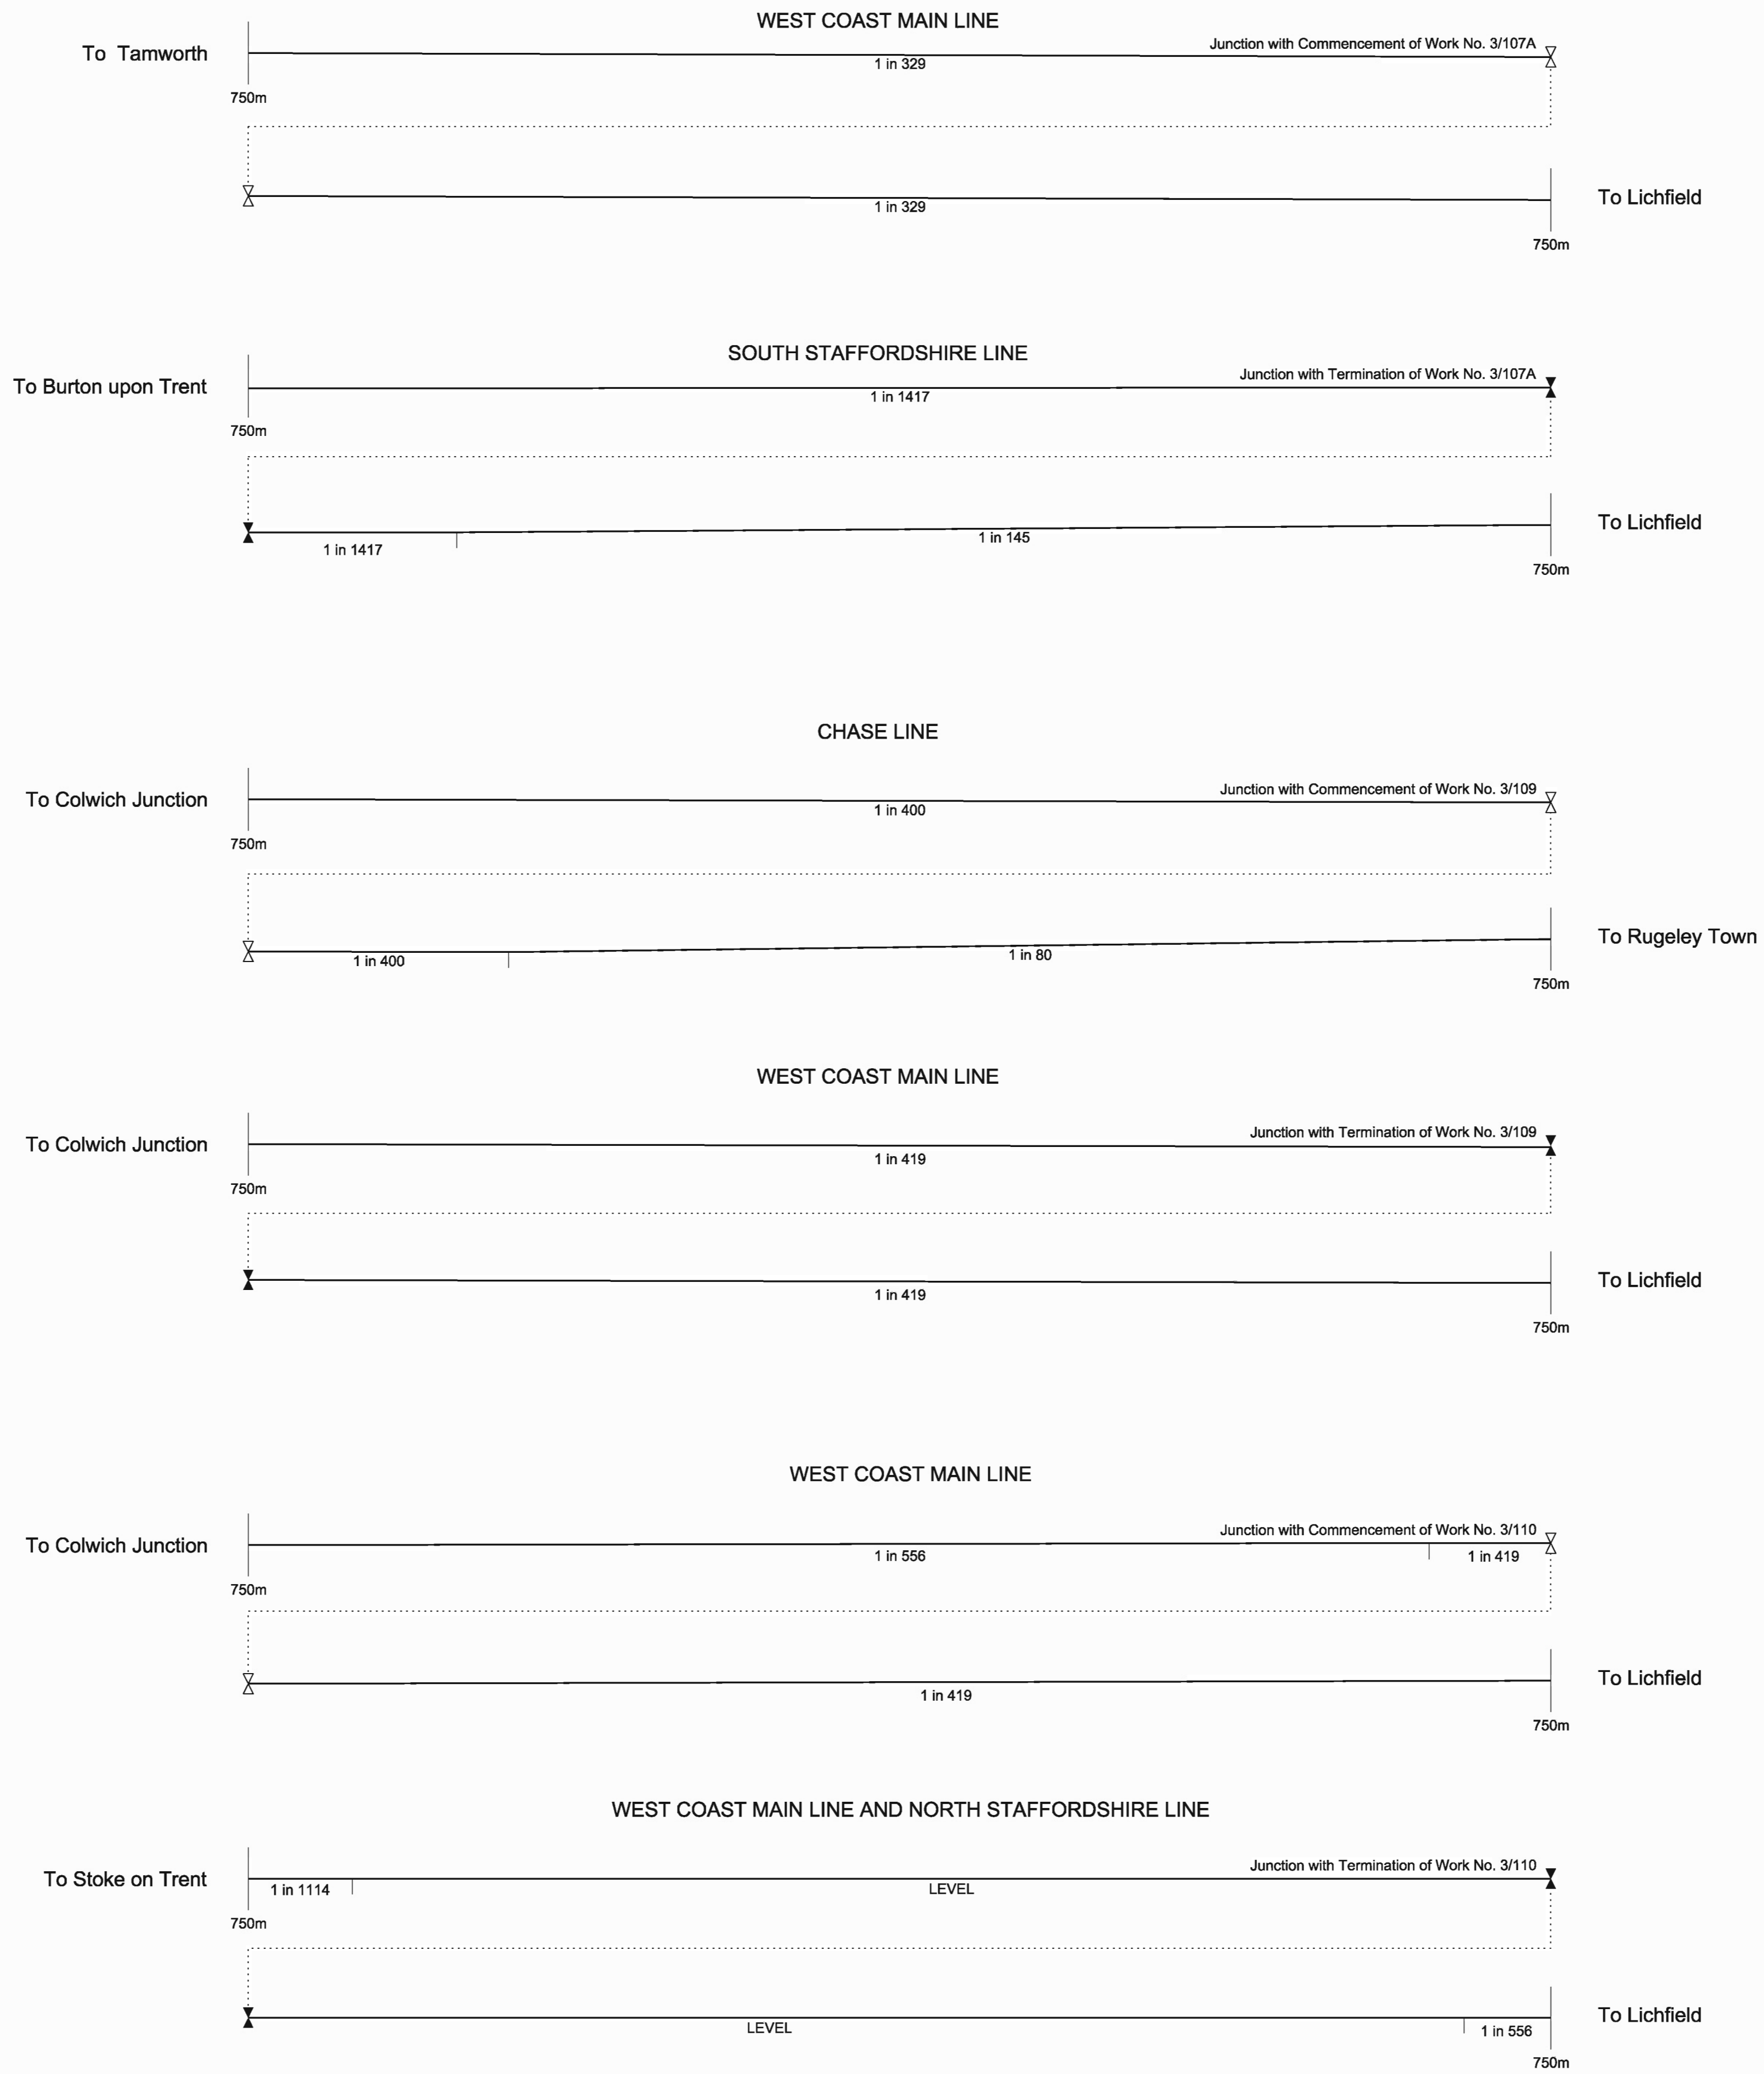 WEST COAST MAIN LINE
To Tamworth
Junction with Commencement of Work No. 3/107A
1 in 329
750m
1 in 329
To Lichfield
750m
SOUTH STAFFORDSHIRE LINE
To Burton upon Trent
Junction with Termination of Work No. 3/107A
1 in 1417
750m
To Lichfield
1 in 1417
1 in 145
750m
CHASE LINE
To Colwich Junction
Junction with Commencement of Work No. 3/109
1 in 400
750m
To Rugeley Town
1 in 400
1 in 80
750m
WEST COAST MAIN LINE
To Colwich Junction
Junction with Termination of Work No. 3/109
1 in 419
750m
To Lichfield
1 in 419
750m
WEST COAST MAIN LINE
To Colwich Junction
Junction with Commencement of Work No. 3/110
1 in 556
1 in 419
750m
To Lichfield
1 in 419
750m
WEST COAST MAIN LINE AND NORTH STAFFORDSHIRE LINE
To Stoke on Trent
Junction with Termination of Work No. 3/110
1 in 1114
LEVEL
750m
To Lichfield
LEVEL
1 in 556
750m